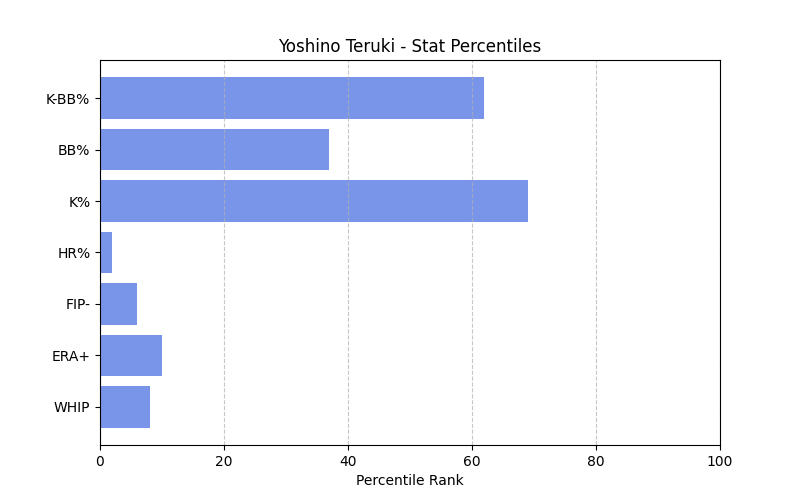 Yoshino Teruki - Stat Percentiles
K-BB%
BB%
K%
HR%
FIP-
ERA+
WHIP
0 20 40 60 80 100
Percentile Rank